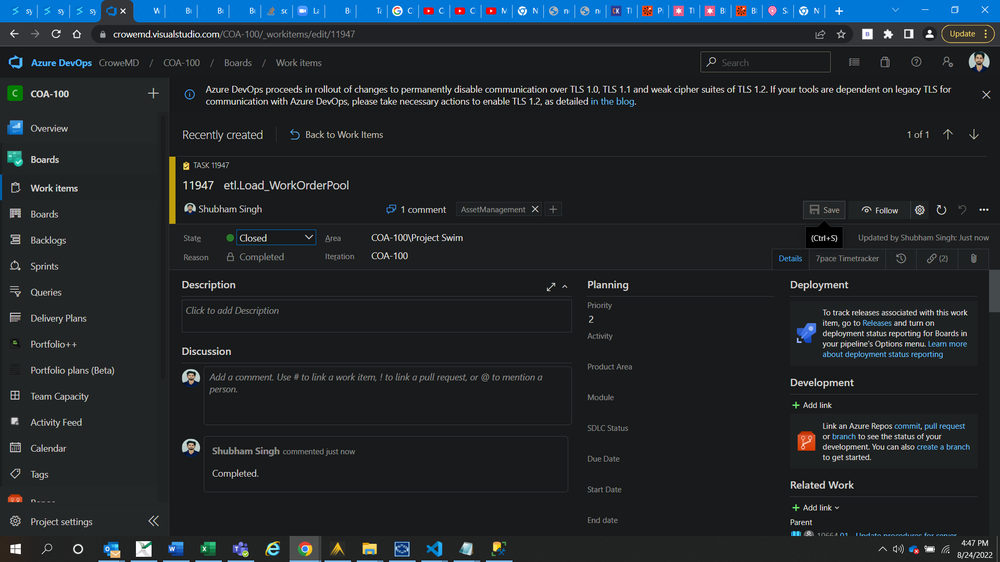 sy
sy
sy
W
Bu
Bu
Bu
sc
La
Bu
Ta
C
C
C
M
N
ne
ne
Tl
Pi
Tl
Bl
Bl
Sa
N
crowemd.visualstudio.com/COA-100/_workitems/edit/11947
Update
Azure DevOps CroweMD / COA-100 / Boards / Work items
Search
C COA-100
Azure DevOps proceeds in rollout of changes to permanently disable communication over TLS 1.0, TLS 1.1 and weak cipher suites of TLS 1.2. If your tools are dependent on legacy TLS for
communication with Azure DevOps, please take necessary actions to enable TLS 1.2, as detailed in the blog.
Overview
Boards
Work items
Boards
Backlogs
Sprints
Queries
Delivery Plans
Portfolio++
Portfolio plans (Beta)
Team Capacity
Activity Feed
Calendar
Tags
Repos
Project settings
Recently created
Back to Work Items
1 of 1
TASK 11947
11947 etl.Load_WorkOrderPool
Shubham Singh
1 comment
AssetManagement
Save
Follow
(Ctrl+S)
State
Closed
Area
COA-100\Project Swim
Updated by Shubham Singh: Just now
Reason
Completed
Iteration
COA-100
Details
7pace Timetracker
(2)
Description
Click to add Description
Discussion
Add a comment. Use # to link a work item, ! to link a pull request, or @ to mention a
person.
Shubham Singh commented just now
Completed.
Planning
Priority
2
Activity
Product Area
Module
SDLC Status
Due Date
Start Date
End date
Deployment
To track releases associated with this work
item, go to Releases and turn on
deployment status reporting for Boards in
your pipeline's Options menu. Learn more
about deployment status reporting
Development
Add link
Link an Azure Repos commit, pull request
or branch to see the status of your
development. You can also create a branch
to get started.
Related Work
Add link
Parent
10664 01 - Update procedures for server
4:47 PM
8/24/2022